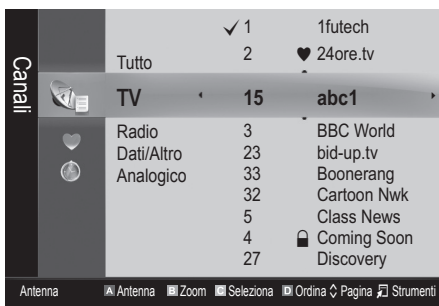 Canali
✓ 1 1futech
Tutto 2 ♥ 24ore.tv
TV 15 abc1
Radio 3 BBC World
Dati/Altro 23 bid-up.tv
Analogico 33 Boonerang
32 Cartoon Nwk
5 Class News
4 Coming Soon
27 Discovery
Antenna A Antenna B Zoom C Seleziona D Ordina Pagina Strumenti